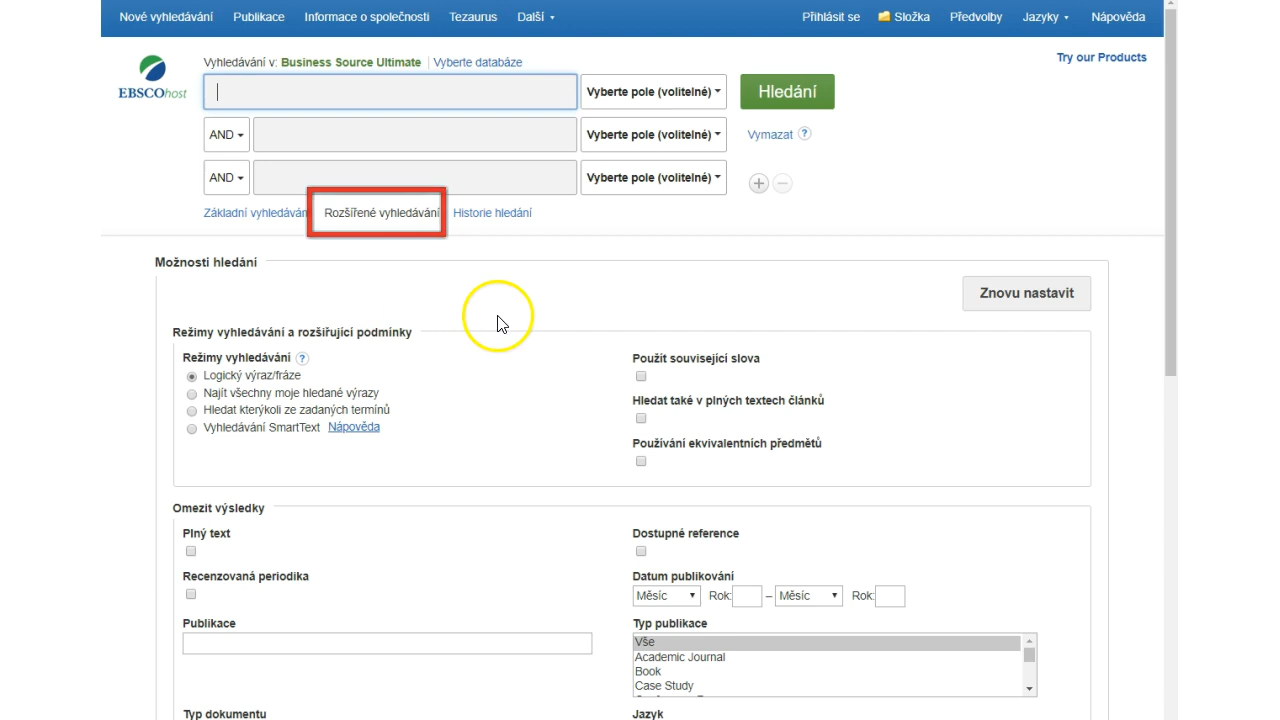 Nové vyhledávání Publikace Informace o společnosti Tezaurus Další Přihlásit se Složka Předvolby Jazyky Nápověda
Vyhledávání v: Business Source Ultimate Vyberte databáze Try our Products
EBSCOhost
Vyberte pole (volitelné) Hledání
AND Vyberte pole (volitelné) Vymazat ?
AND Vyberte pole (volitelné)
Základní vyhledávání Rozšířené vyhledávání Historie hledání
Možnosti hledání
Znovu nastavit
Režimy vyhledávání a rozšiřující podmínky
Režimy vyhledávání ?
Logický výraz/fráze
Najít všechny moje hledané výrazy
Hledat kterýkoli ze zadaných termínů
Vyhledávání SmartText Nápověda
Použít související slova
Hledat také v plných textech článků
Používání ekvivalentních předmětů
Omezit výsledky
Plný text
Recenzovaná periodika
Publikace
Typ dokumentu
Dostupné reference
Datum publikování
Měsíc Rok: – Měsíc Rok:
Typ publikace
Vše
Academic Journal
Book
Case Study
Jazyk